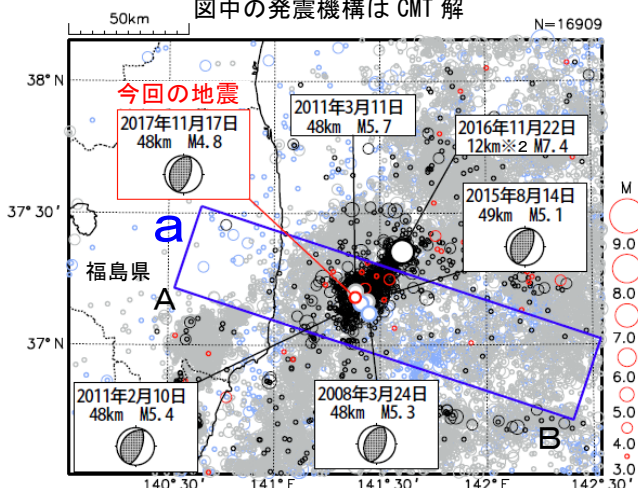 図中の発震機構は CMT 解
50km
N=16909
38°N
今回の地震
2017年11月17日
48km M4.8
2011年3月11日
48km M5.7
2016年11月22日
12km※2 M7.4
2015年8月14日
49km M5.1
37°30'
a
福島県
A
37°N
2011年2月10日
48km M5.4
2008年3月24日
48km M5.3
B
M
9.0
8.0
7.0
6.0
5.0
4.0
3.0
140°30'
141°E
141°30'
142°E
142°30'